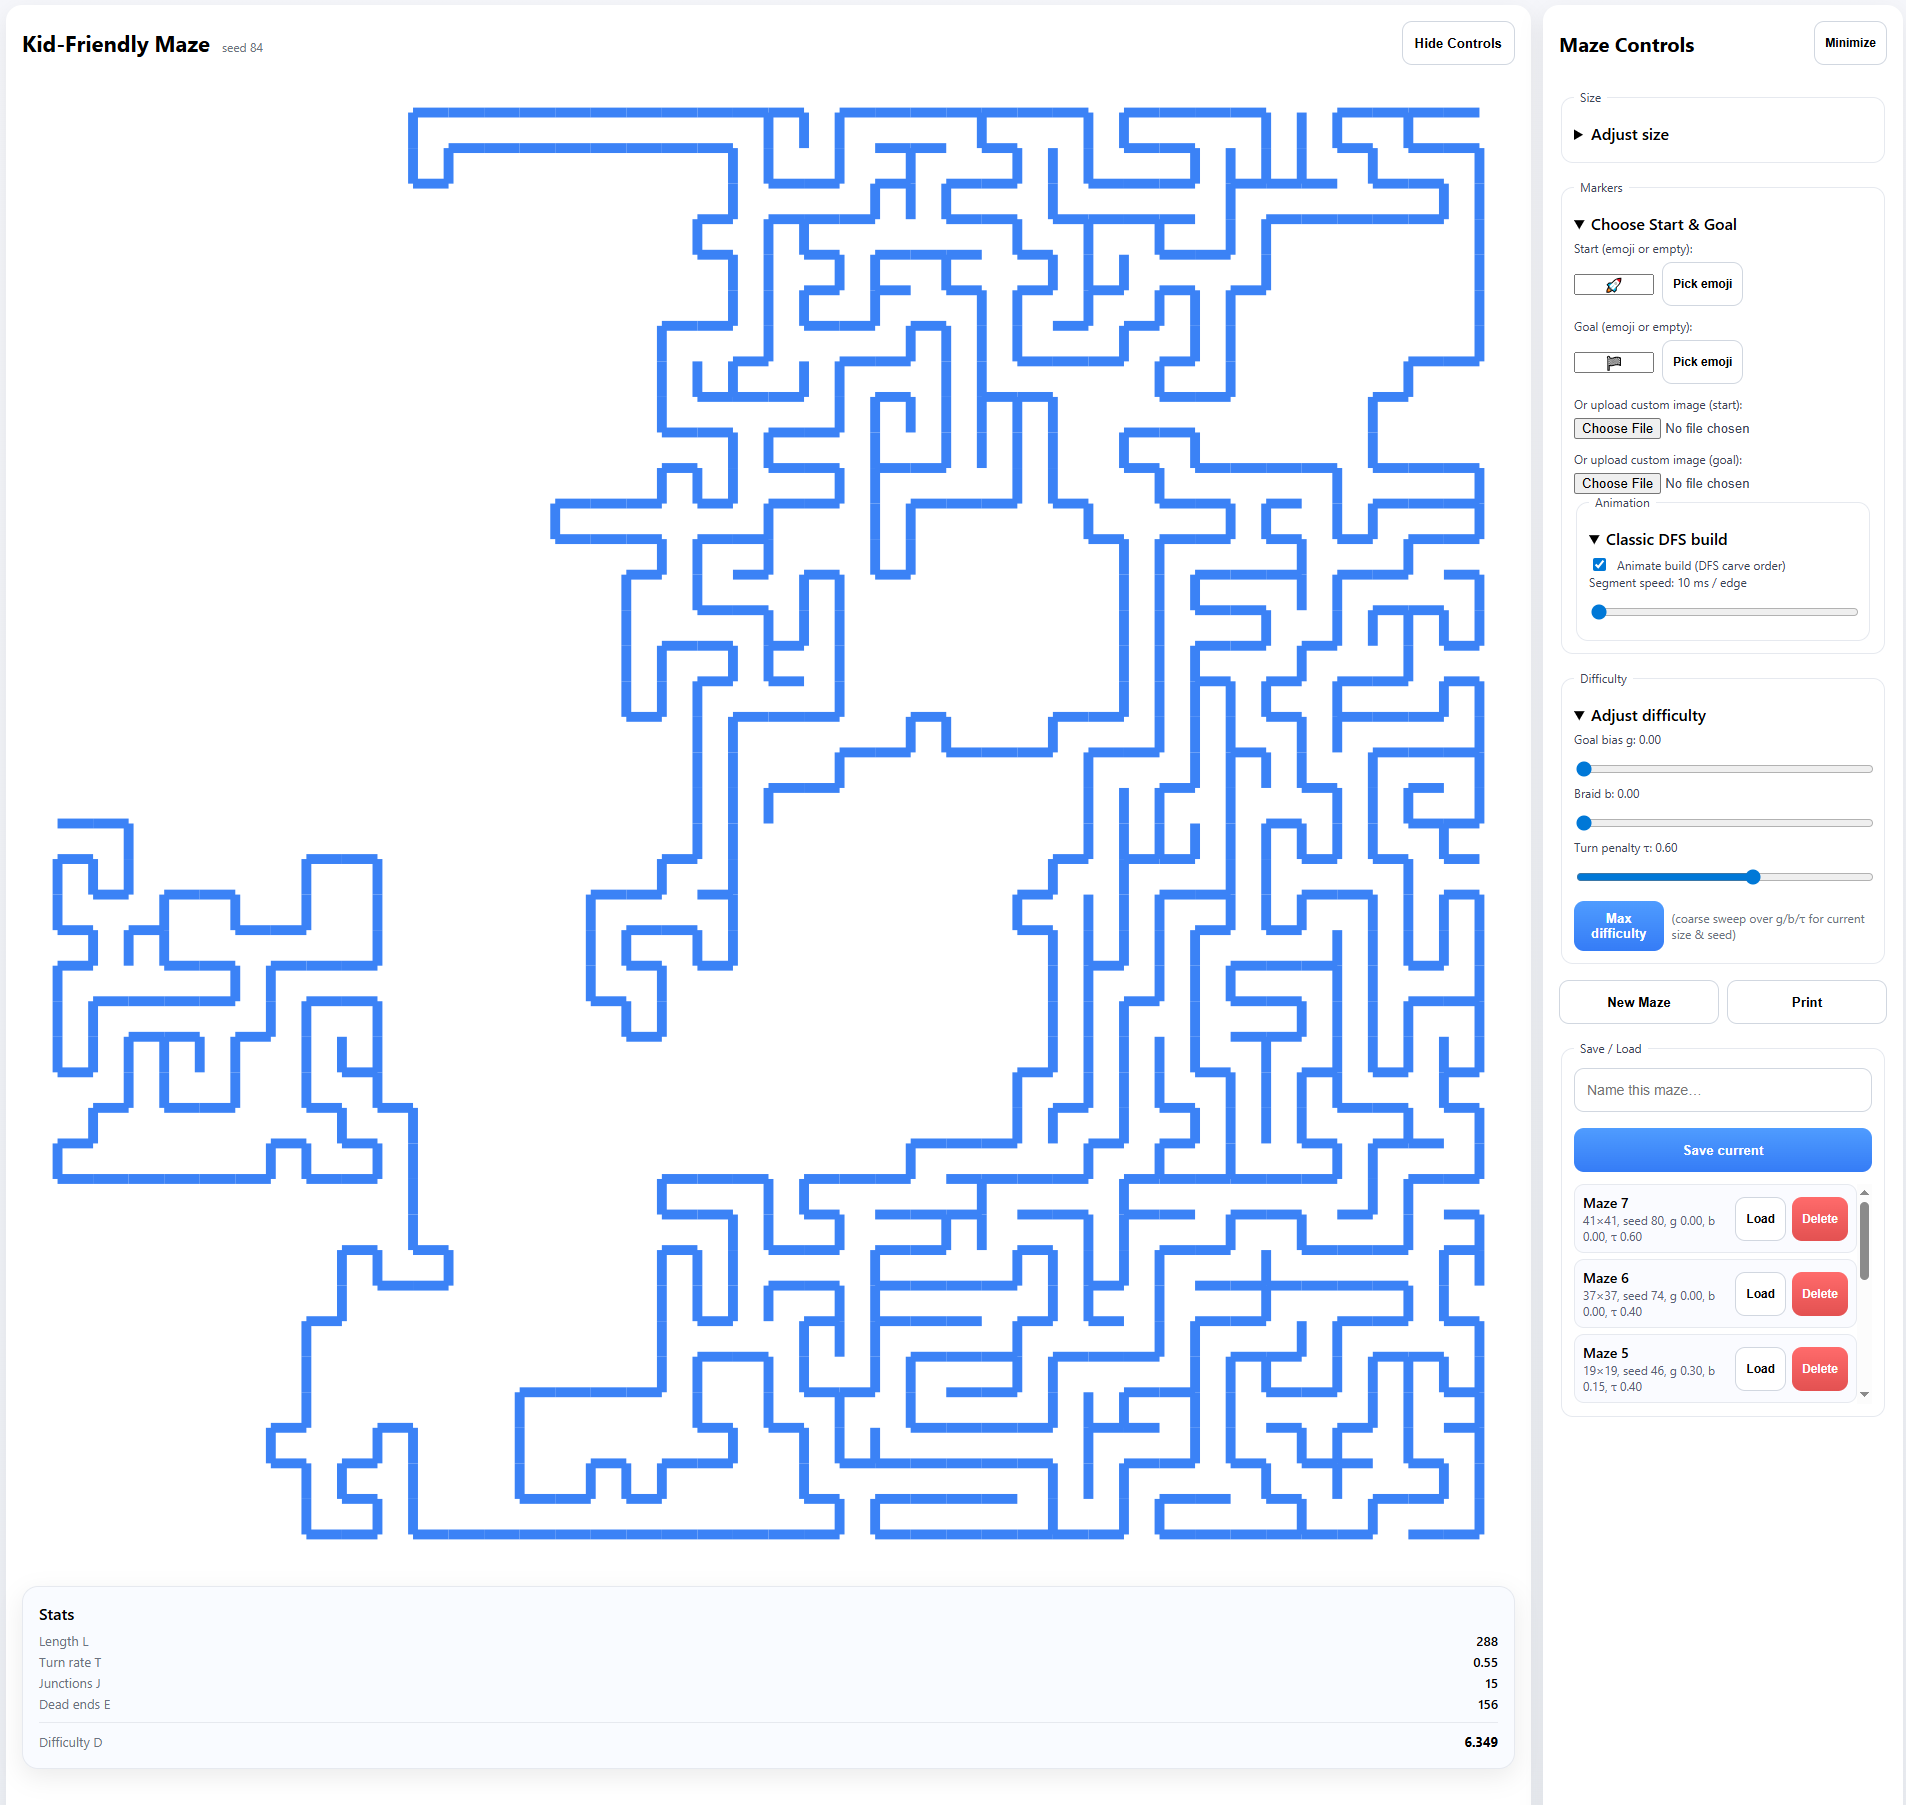 Kid-Friendly Maze seed 84
Hide Controls
Maze Controls
Minimize
Size
Adjust size
Markers
Choose Start & Goal
Start (emoji or empty):
Pick emoji
Goal (emoji or empty):
Pick emoji
Or upload custom image (start):
Choose File No file chosen
Or upload custom image (goal):
Choose File No file chosen
Animation
Classic DFS build
Animate build (DFS carve order)
Segment speed: 10 ms / edge
Difficulty
Adjust difficulty
Goal bias g: 0.00
Braid b: 0.00
Turn penalty τ: 0.60
Max
difficulty
(coarse sweep over g/b/τ for current
size & seed)
New Maze
Print
Save / Load
Name this maze…
Save current
Maze 7
41×41, seed 80, g 0.00, b
0.00, τ 0.60
Load
Delete
Maze 6
37×37, seed 74, g 0.00, b
0.00, τ 0.40
Load
Delete
Maze 5
19×19, seed 46, g 0.30, b
0.15, τ 0.40
Load
Delete
Stats
Length L 288
Turn rate T 0.55
Junctions J 15
Dead ends E 156
Difficulty D 6.349